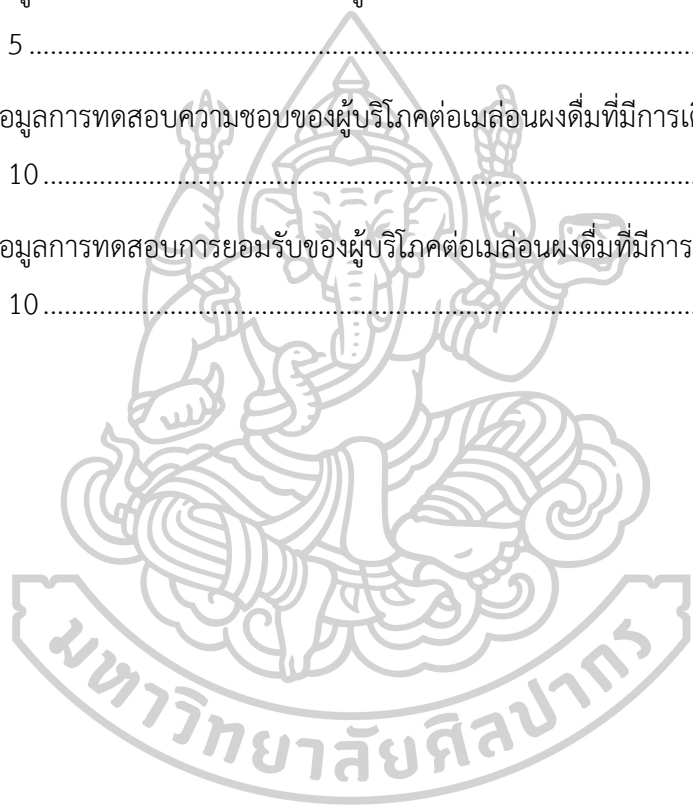 5 ........................................................................................
อมูลการทดสอบความชอบของผู้บริโภคต่อเมล่อนผงดื่มที่มีการเ
10 ......................................................................................
อมูลการทดสอบการยอมรับของผู้บริโภคต่อเมล่อนผงดื่มที่มีการ
10 ......................................................................................
มหาวิทยาลัยศิลปากร